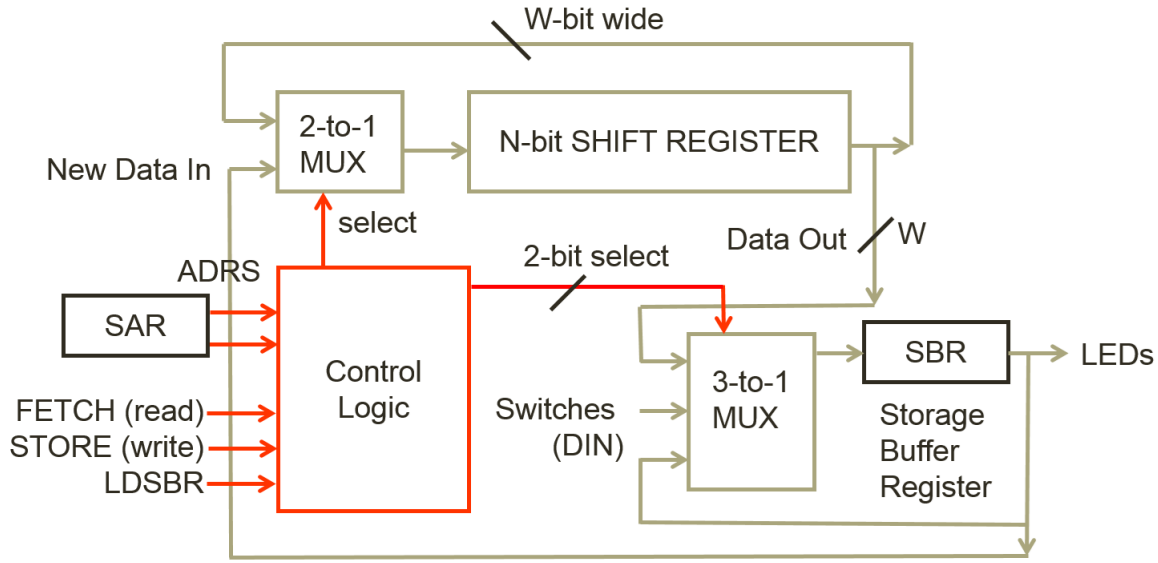 W-bit wide
2-to-1
MUX
N-bit SHIFT REGISTER
New Data In
select
Data Out
W
2-bit select
ADRS
SAR
Control
Logic
FETCH (read)
STORE (write)
LDSBR
3-to-1
MUX
Switches
(DIN)
SBR
LEDs
Storage
Buffer
Register